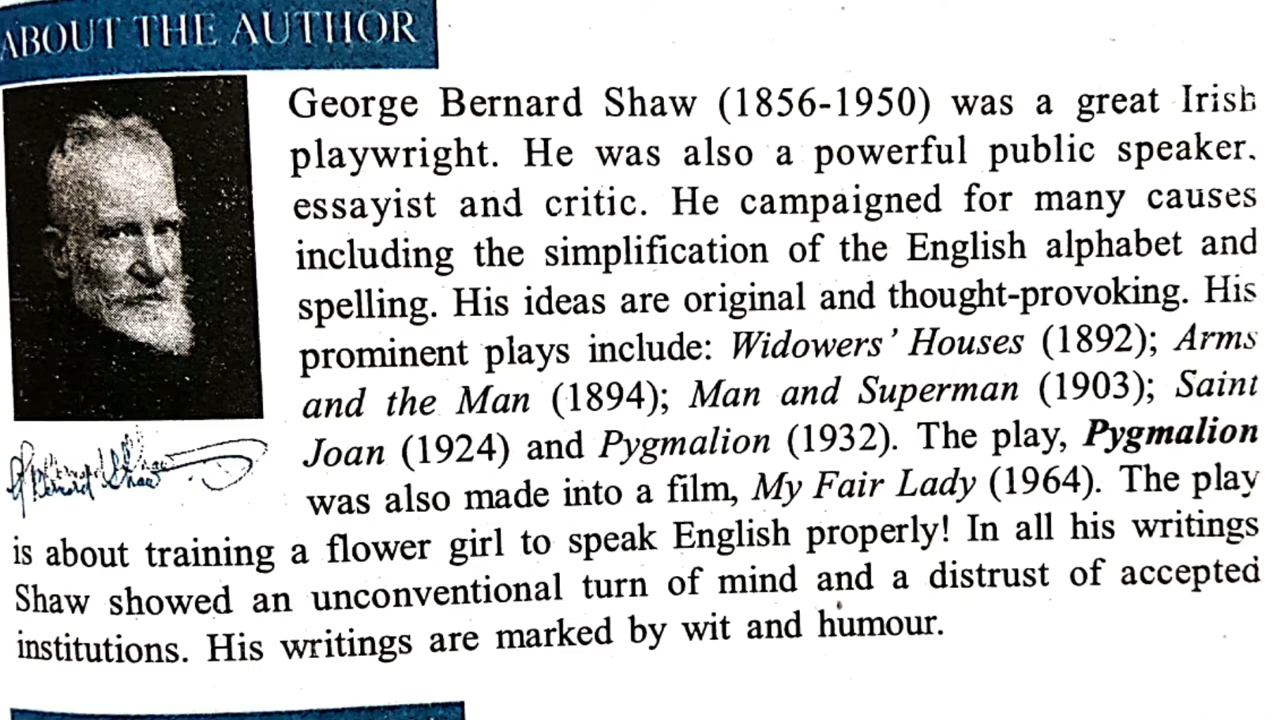 ABOUT THE AUTHOR
George Bernard Shaw (1856-1950) was a great Irish
playwright. He was also a powerful public speaker.
essayist and critic. He campaigned for many causes
including the simplification of the English alphabet and
spelling. His ideas are original and thought-provoking. His
prominent plays include: Widowers' Houses (1892); Arms
and the Man (1894); Man and Superman (1903); Saint
Joan (1924) and Pygmalion (1932). The play, Pygmalion
was also made into a film, My Fair Lady (1964). The play
is about training a flower girl to speak English properly! In all his writings
Shaw showed an unconventional turn of mind and a distrust of accepted
institutions. His writings are marked by wit and humour.